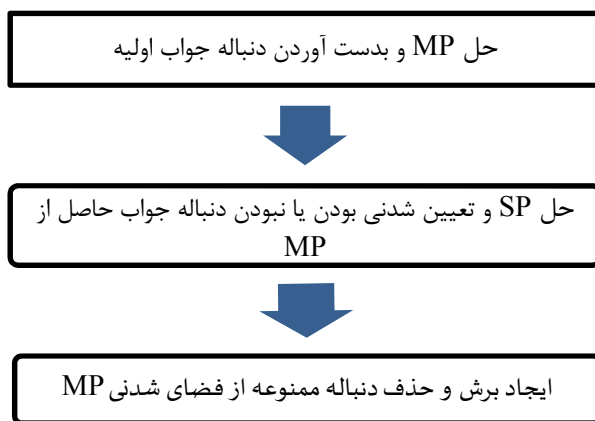 حل MP و بدست آوردن دنباله جواب اولیه
حل SP و تعیین شدنی بودن یا نبودن دنباله جواب حاصل از
MP
ایجاد برش و حذف دنباله ممنوعه از فضای شدنی MP